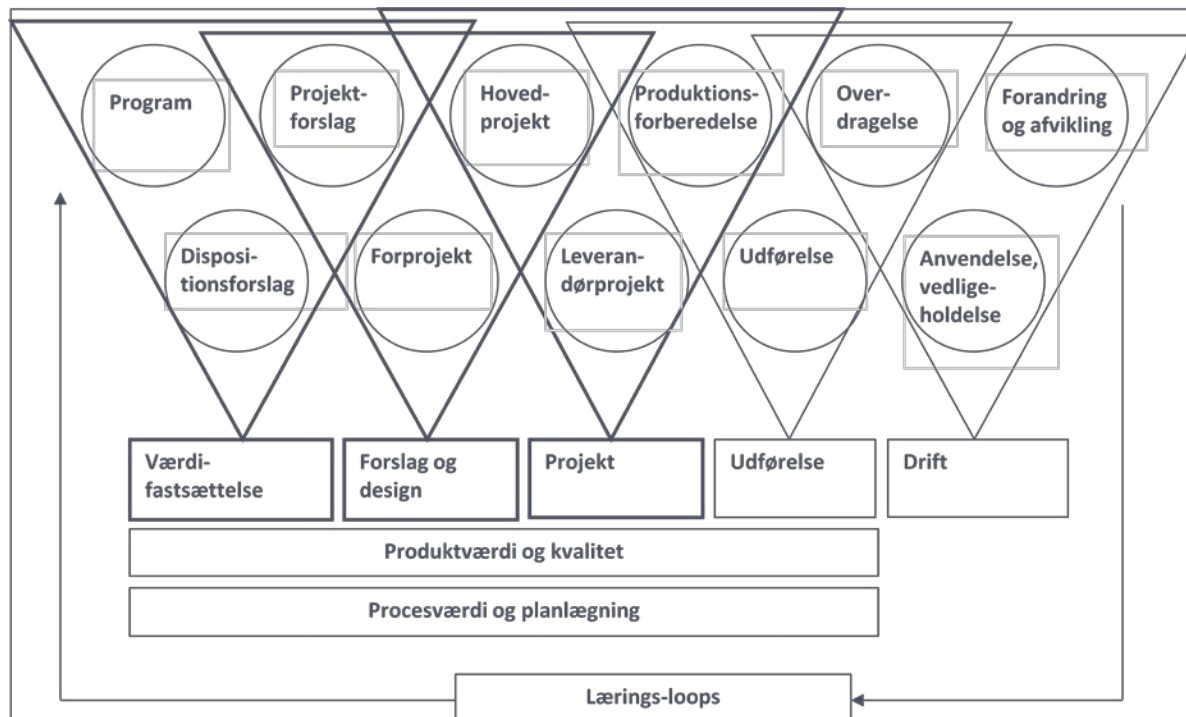 Program
Projekt-
forslag
Hoved-
projekt
Produktions-
forberedelse
Over-
dragelse
Forandring
og afvikling
Disposi-
tionsforslag
Forprojekt
Leveran-
dørprojekt
Udførelse
Anvendelse,
vedlige-
holdelse
Værdi-
fastsættelse
Forslag og
design
Projekt
Udførelse
Drift
Produktværdi og kvalitet
Procesværdi og planlægning
Lærings-loops